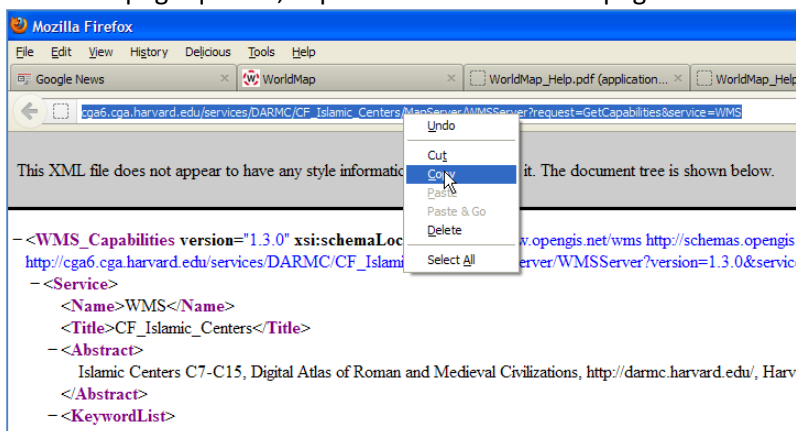 Mozilla Firefox
File Edit View History Delicious Tools Help
Google News × WorldMap × WorldMap_Help.pdf (application... × WorldMap_Help
cga6.cga.harvard.edu/services/DARMC/CF_Islamic_Centers/MapServer/WMSServer?request=GetCapabilities&service=WMS
Undo
Cut
Copy
Paste
Paste & Go
Delete
Select All
This XML file does not appear to have any style informatio it. The document tree is shown below.
−<WMS_Capabilities version="1.3.0" xsi:schemaLoc w.opengis.net/wms http://schemas.opengis
http://cga6.cga.harvard.edu/services/DARMC/CF_Islami erver/WMSServer?version=1.3.0&servic
−<Service>
<Name>WMS</Name>
<Title>CF_Islamic_Centers</Title>
−<Abstract>
Islamic Centers C7-C15, Digital Atlas of Roman and Medieval Civilizations, http://darmc.harvard.edu/, Harv
</Abstract>
−<KeywordList>